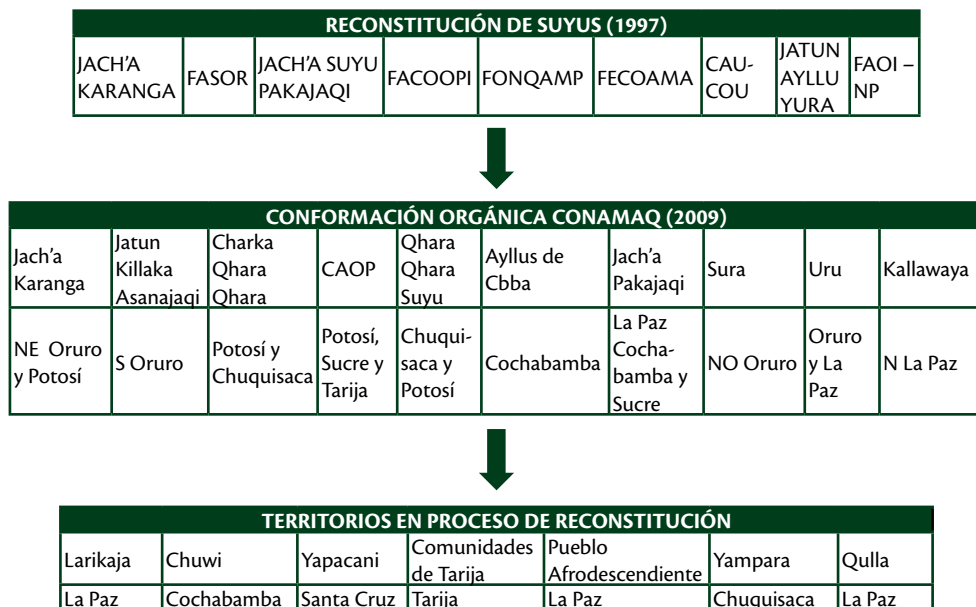 RECONSTITUCIÓN DE SUYUS (1997)
JACH'A
KARANGA
FASOR
JACH'A SUYU
PAKAJAQI
FACOOPI
FONQAMP
FECOAMA
CAU-
COU
JATUN
AYLLU
YURA
FAOI –
NP
CONFORMACIÓN ORGÁNICA CONAMAQ (2009)
Jach'a
Karanga
Jatun
Killaka
Asanajaqi
Charka
Qhara
Qhara
CAOP
Qhara
Qhara
Suyu
Ayllus de
Cbba
Jach'a
Pakajaqi
Sura
Uru
Kallawaya
NE Oruro
y Potosí
S Oruro
Potosí y
Chuquisaca
Potosí,
Sucre y
Tarija
Chuqui-
saca y
Potosí
Cochabamba
La Paz
Cocha-
bamba y
Sucre
NO Oruro
Oruro
y La
Paz
N La Paz
TERRITORIOS EN PROCESO DE RECONSTITUCIÓN
Larikaja
Chuwi
Yapacani
Comunidades
de Tarija
Pueblo
Afrodescendiente
Yampara
Qulla
La Paz
Cochabamba
Santa Cruz
Tarija
La Paz
Chuquisaca
La Paz